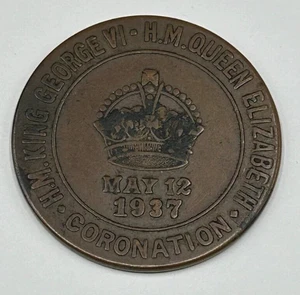 H.M. KING GEORGE VI · H.M. QUEEN ELIZABETH ·
CORONATION ·
MAY 12
1937